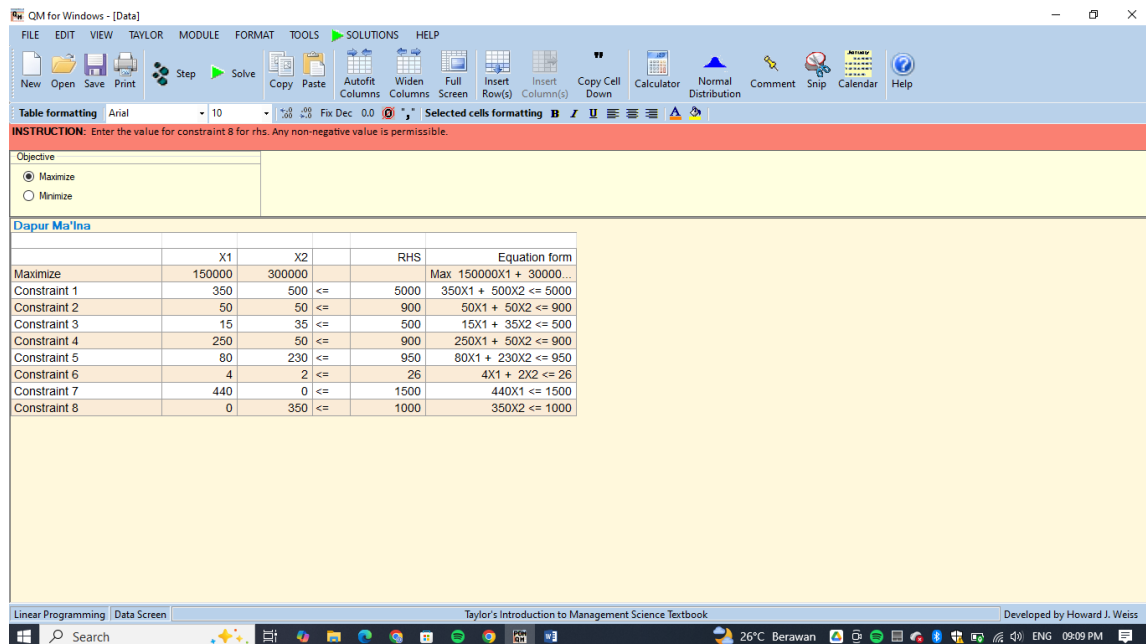 QM for Windows - [Data]
FILE EDIT VIEW TAYLOR MODULE FORMAT TOOLS SOLUTIONS HELP
New Open Save Print Step Solve Copy Paste Autofit Columns Widen Columns Full Screen Insert Row(s) Insert Column(s) Copy Cell Down Calculator Normal Distribution Comment Snip Calendar Help
Table formatting Arial 10 Fix Dec 0.0 Selected cells formatting B I U A
INSTRUCTION: Enter the value for constraint 8 for rhs. Any non-negative value is permissible.
Objective
Maximize
Minimize
Dapur Ma'Ina
X1 X2 RHS Equation form
Maximize 150000 300000 Max 150000X1 + 30000...
Constraint 1 350 500 <= 5000 350X1 + 500X2 <= 5000
Constraint 2 50 50 <= 900 50X1 + 50X2 <= 900
Constraint 3 15 35 <= 500 15X1 + 35X2 <= 500
Constraint 4 250 50 <= 900 250X1 + 50X2 <= 900
Constraint 5 80 230 <= 950 80X1 + 230X2 <= 950
Constraint 6 4 2 <= 26 4X1 + 2X2 <= 26
Constraint 7 440 0 <= 1500 440X1 <= 1500
Constraint 8 0 350 <= 1000 350X2 <= 1000
Linear Programming Data Screen Taylor's Introduction to Management Science Textbook Developed by Howard J. Weiss
Search 26°C Berawan ENG 09:09 PM